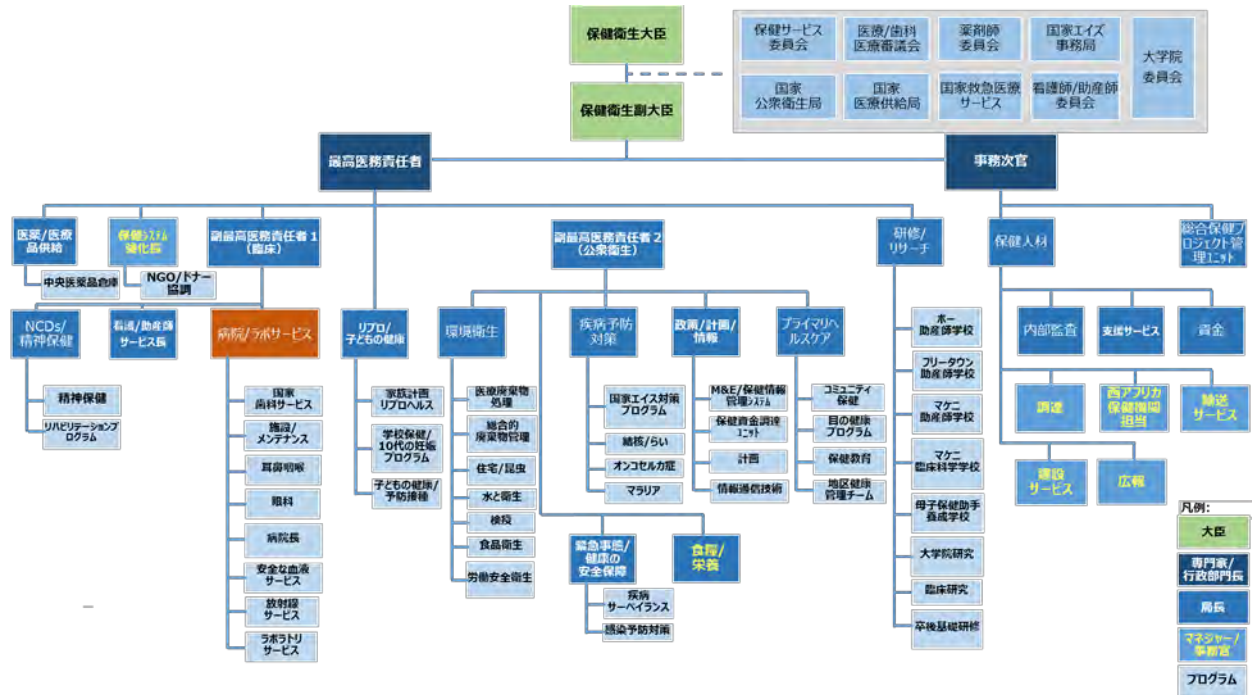 保健衛生大臣
保健衛生副大臣
保健サービス
委員会
医療/歯科
医療審議会
薬剤師
委員会
国家エイズ
事務局
大学院
委員会
国家
公衆衛生局
国家
医療供給局
国家救急医療
サービス
看護師/助産師
委員会
最高医務責任者
事務次官
医薬/医療
品供給
保健システム
強化長
副最高医務責任者1
(臨床)
副最高医務責任者2
(公衆衛生)
研修/
リサーチ
保健人材
総合保健プ
ロジェクト管
理ユニット
中央医薬品倉庫
NGO/ドナー
協調
NCDs/
精神保健
看護/助産師
サービス長
病院/ラボサービス
リプロ/
子どもの健康
環境衛生
疾病予防
対策
政策/計画/
情報
プライマリヘ
ルスケア
内部監査
支援サービス
資金
調達
西アフリカ
保健機関
担当
輸送
サービス
建設
サービス
広報
精神保健
リハビリテーションプ
ログラム
国家
歯科サービス
施設/
メンテナンス
耳鼻咽喉
眼科
病院長
安全な血液
サービス
放射線
サービス
ラボラトリ
サービス
家族計画
リプロヘルス
学校保健/
10代の妊娠
プログラム
子どもの健康/
予防接種
医療廃棄物
処理
総合的
廃棄物管理
住宅/昆虫
水と衛生
検疫
食品衛生
労働安全衛生
国家エイズ対策
プログラム
結核/らい
オンコセルカ症
マラリア
M&E/保健情報
管理システム
保健資金調達
ユニット
計画
情報通信技術
コミュニティ
保健
目の健康
プログラム
保健教育
地区健康
管理チーム
緊急事態/
健康の
安全保障
食糧/
栄養
疾病
サーベイランス
感染予防対策
ボー
助産師学校
フリータウン
助産師学校
マケニ
助産師学校
マケニ
臨床科学学校
母子保健助手
養成学校
大学院研究
臨床研究
卒後基礎研修
凡例:
大臣
専門家/
行政部門長
局長
マネジャー/
事務官
プログラム